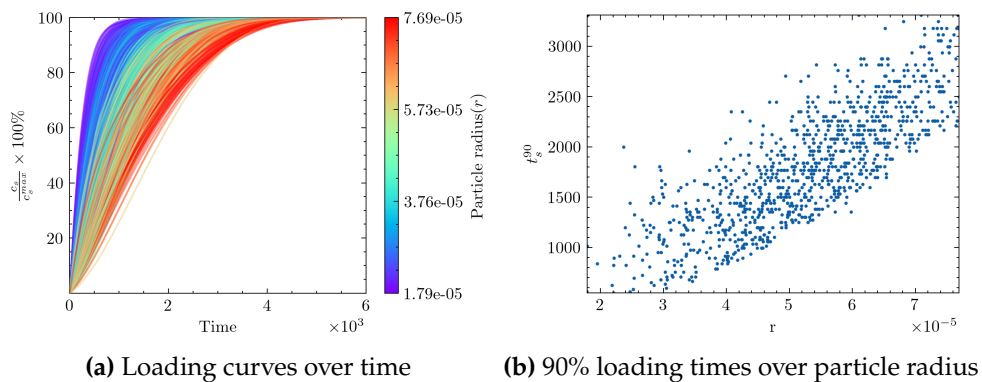 100
80
60
40
20
0
2
4
6
Time
×10³
c_s / c_s^{max} × 100%
7.69e-05
5.73e-05
3.76e-05
1.79e-05
Particle radius(r)
(a) Loading curves over time
3000
2500
2000
1500
1000
t_s^{90}
2
3
4
5
6
7
r
×10⁻⁵
(b) 90% loading times over particle radius